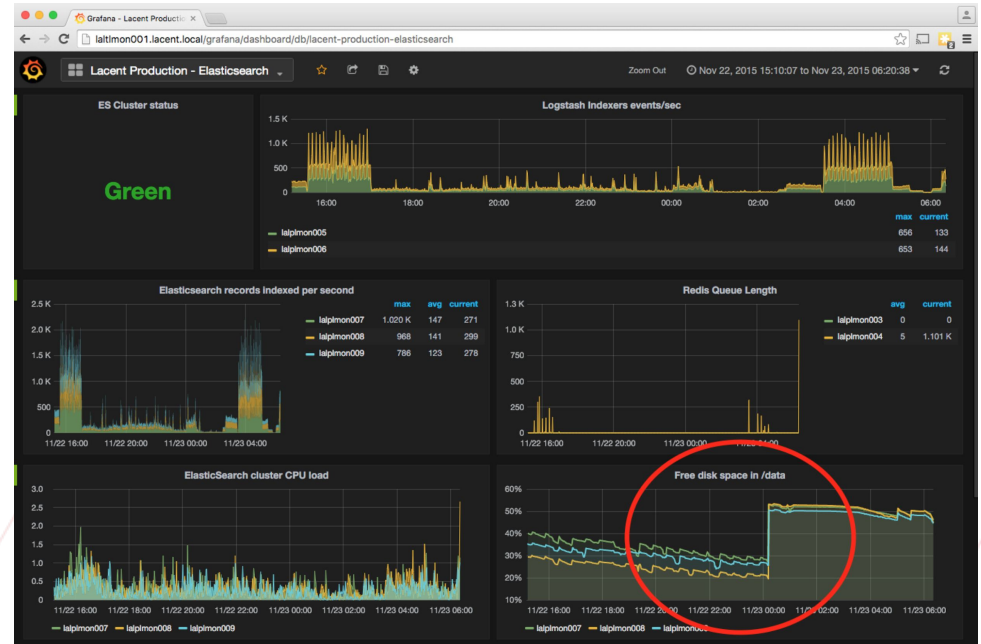 Grafana - Lacent Productio
laltlmon001.lacent.local/grafana/dashboard/db/lacent-production-elasticsearch
Lacent Production - Elasticsearch
Zoom Out Nov 22, 2015 15:10:07 to Nov 23, 2015 06:20:38
ES Cluster status
Green
Logstash Indexers events/sec
1.5 K
1.0 K
500
0
16:00 18:00 20:00 22:00 00:00 02:00 04:00 06:00
max current
lalplmon005 656 133
lalplmon006 653 144
Elasticsearch records indexed per second
2.5 K
2.0 K
1.5 K
1.0 K
500
0
11/22 16:00 11/22 20:00 11/23 00:00 11/23 04:00
max avg current
lalplmon007 1.020 K 147 271
lalplmon008 968 141 299
lalplmon009 786 123 278
Redis Queue Length
1.3 K
1.0 K
750
500
250
0
11/22 16:00 11/22 20:00 11/23 00:00 11/23 04:00
avg current
lalplmon003 0 0
lalplmon004 5 1.101 K
ElasticSearch cluster CPU load
3.0
2.5
2.0
1.5
1.0
0.5
0
11/22 16:00 11/22 18:00 11/22 20:00 11/22 22:00 11/23 00:00 11/23 02:00 11/23 04:00 11/23 06:00
lalplmon007 lalplmon008 lalplmon009
Free disk space in /data
60%
50%
40%
30%
20%
10%
11/22 16:00 11/22 18:00 11/22 20:00 11/22 22:00 11/23 00:00 11/23 02:00 11/23 04:00 11/23 06:00
lalplmon007 lalplmon008